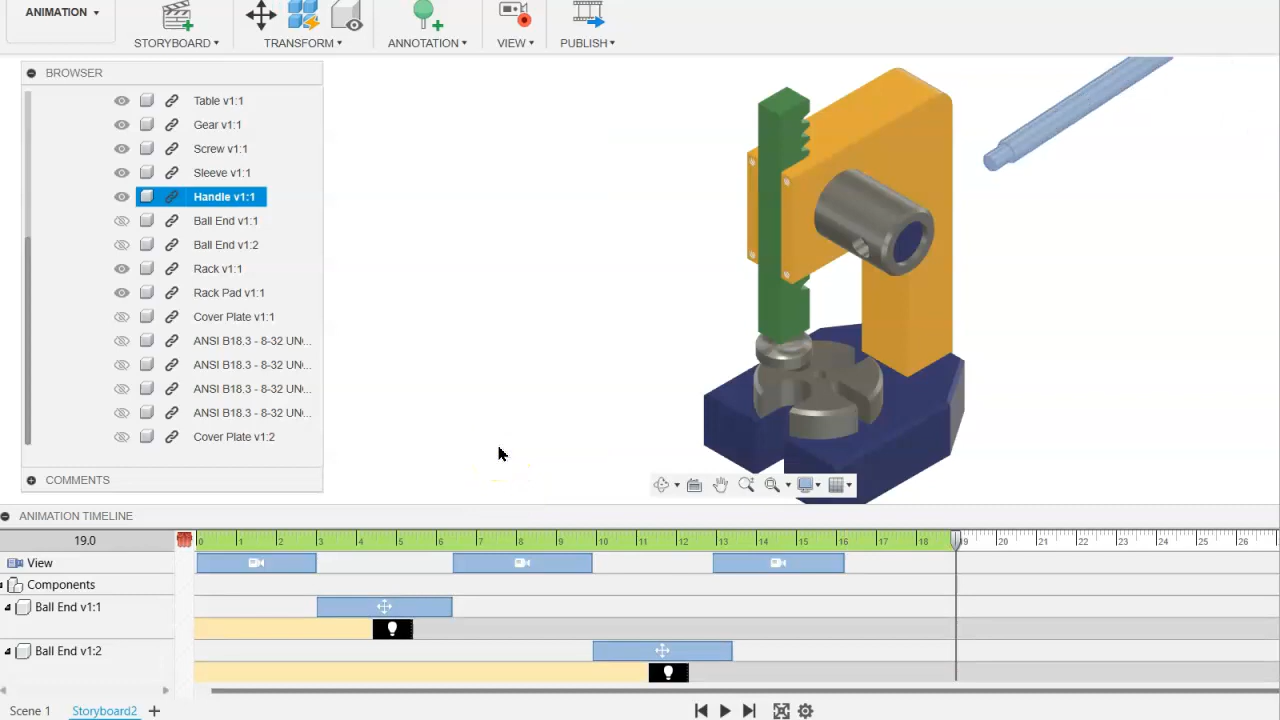 ANIMATION ▾
STORYBOARD ▾
TRANSFORM ▾
ANNOTATION ▾
VIEW ▾
PUBLISH ▾
BROWSER
Table v1:1
Gear v1:1
Screw v1:1
Sleeve v1:1
Handle v1:1
Ball End v1:1
Ball End v1:2
Rack v1:1
Rack Pad v1:1
Cover Plate v1:1
ANSI B18.3 - 8-32 UN...
ANSI B18.3 - 8-32 UN...
ANSI B18.3 - 8-32 UN...
ANSI B18.3 - 8-32 UN...
Cover Plate v1:2
COMMENTS
ANIMATION TIMELINE
19.0
0 1 2 3 4 5 6 7 8 9 10 11 12 13 14 15 16 17 18 19 20 21 22 23 24 25 26
View
Components
Ball End v1:1
Ball End v1:2
Scene 1
Storyboard2